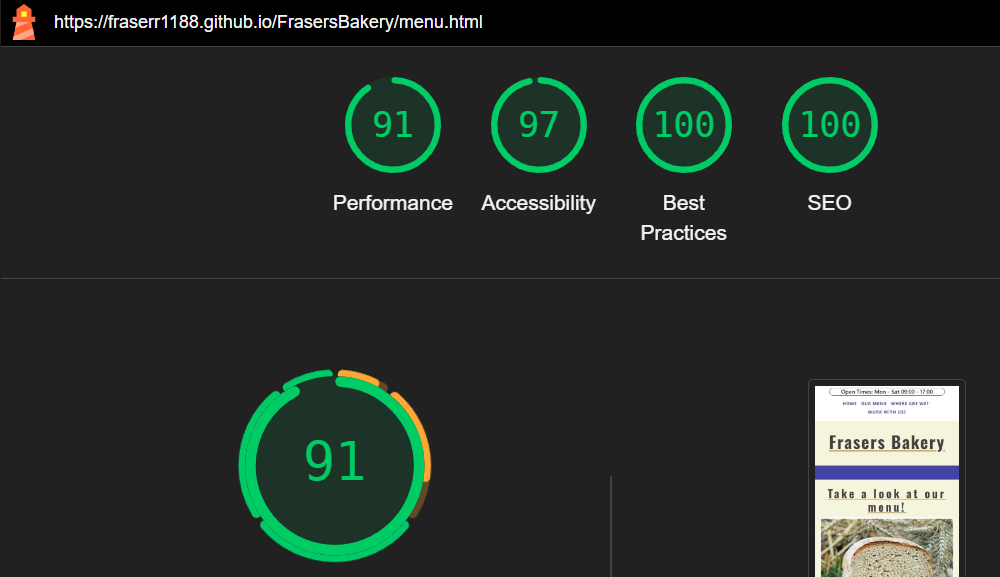 https://fraserr1188.github.io/FrasersBakery/menu.html
91
97
100
100
Performance
Accessibility
Best
Practices
SEO
91
Open Times: Mon - Sat 09:00 - 17:00
HOME OUR MENU WHERE ARE WE?
WORK WITH US?
Frasers Bakery
Take a look at our
menu!